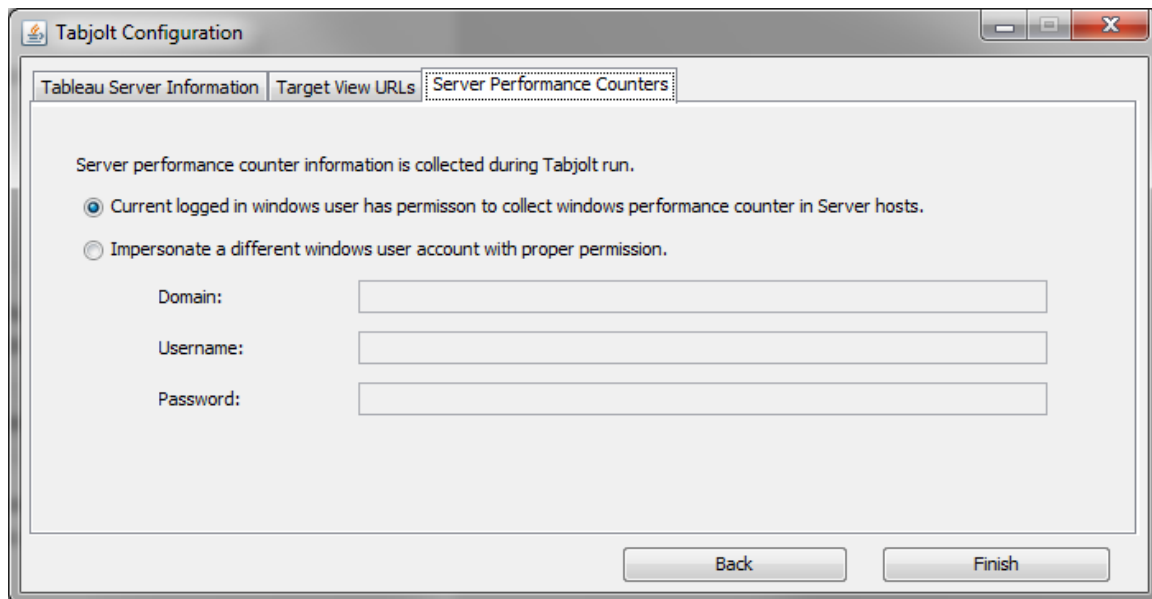 Tabjolt Configuration
Tableau Server Information Target View URLs Server Performance Counters
Server performance counter information is collected during Tabjolt run.
Current logged in windows user has permisson to collect windows performance counter in Server hosts.
Impersonate a different windows user account with proper permission.
Domain:
Username:
Password:
Back Finish